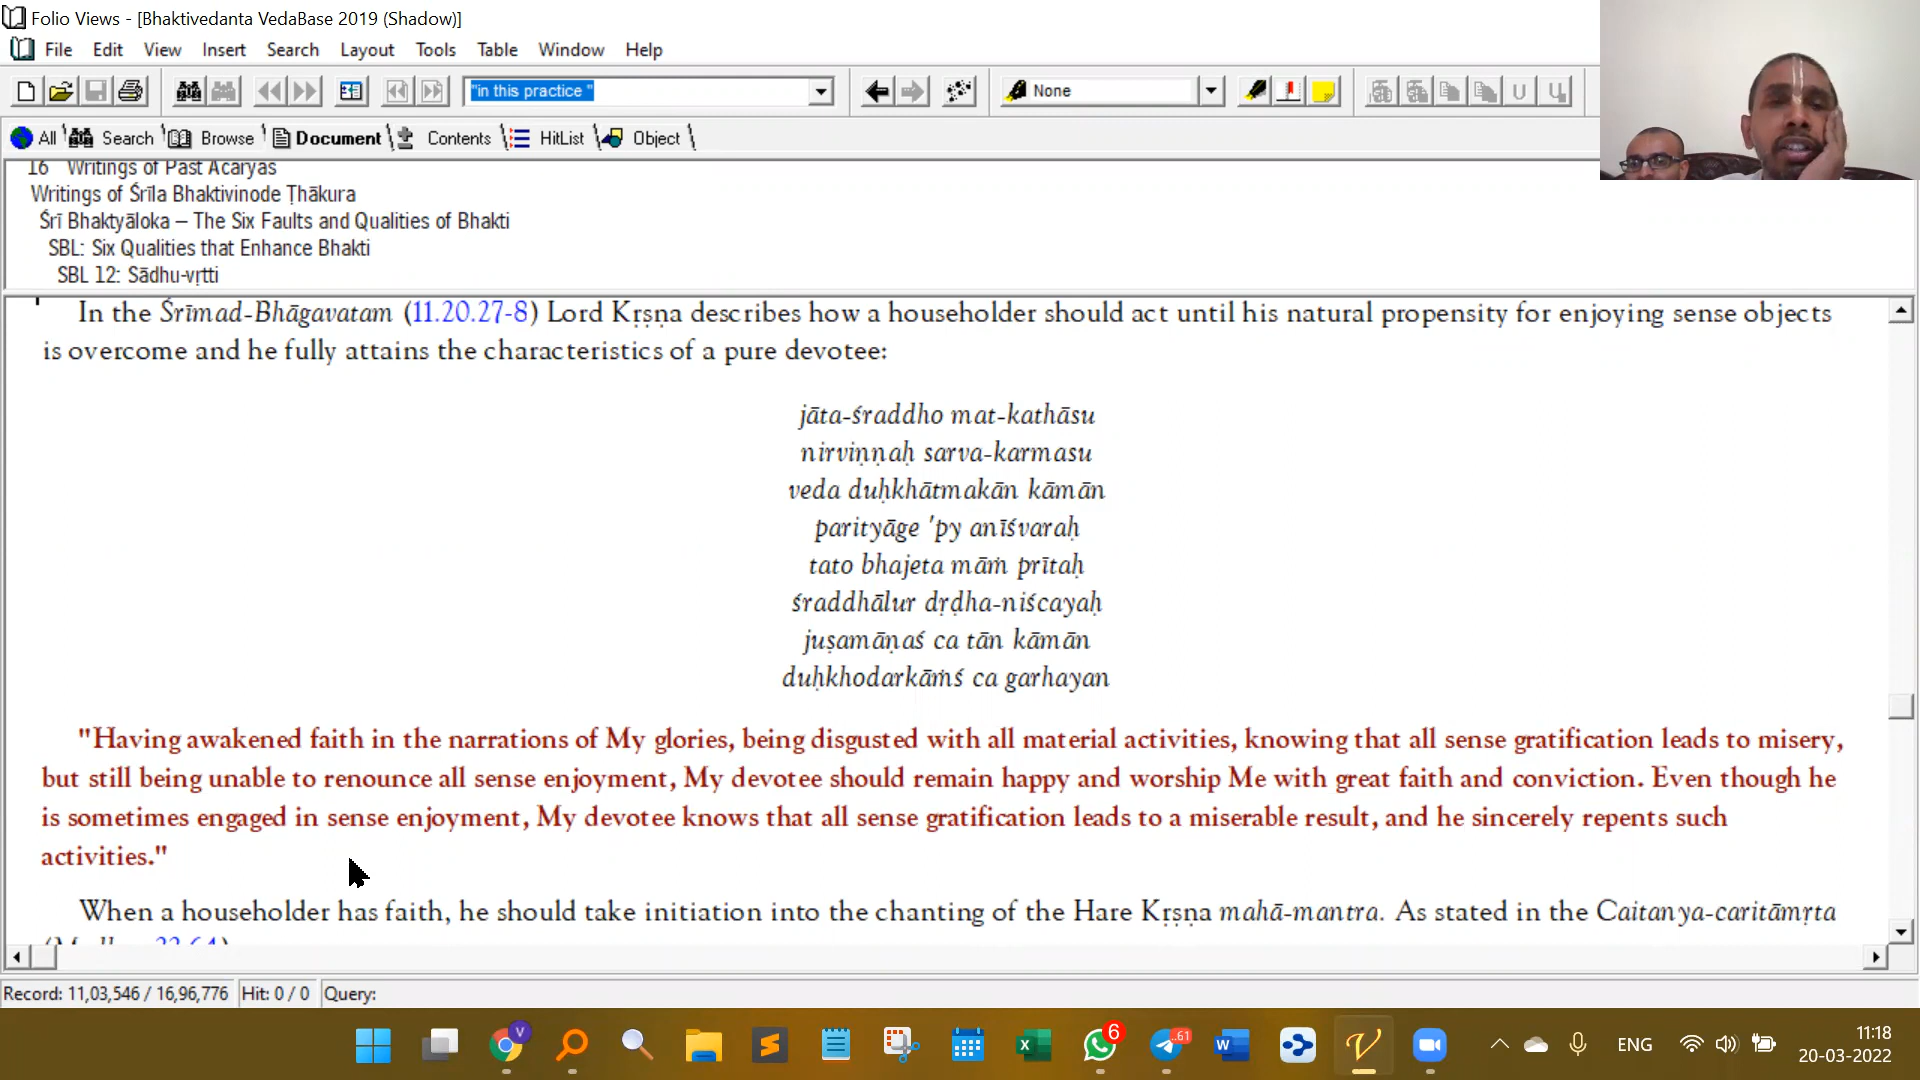 Folio Views - [Bhaktivedanta VedaBase 2019 (Shadow)]
File Edit View Insert Search Layout Tools Table Window Help
"in this practice "
None
All Search Browse Document Contents HitList Object
16 Writings of Past Acaryas
Writings of Śrīla Bhaktivinode Ṭhākura
Śrī Bhaktyāloka – The Six Faults and Qualities of Bhakti
SBL: Six Qualities that Enhance Bhakti
SBL 12: Sādhu-vṛtti
In the Śrīmad-Bhāgavatam (11.20.27-8) Lord Kṛṣṇa describes how a householder should act until his natural propensity for enjoying sense objects
is overcome and he fully attains the characteristics of a pure devotee:
jāta-śraddho mat-kathāsu
nirviṇṇaḥ sarva-karmasu
veda duḥkhātmakān kāmān
parityāge 'py anīśvaraḥ
tato bhajeta māṁ prītaḥ
śraddhālur dṛḍha-niścayaḥ
juṣamāṇaś ca tān kāmān
duḥkhodarkāṁś ca garhayan
"Having awakened faith in the narrations of My glories, being disgusted with all material activities, knowing that all sense gratification leads to misery,
but still being unable to renounce all sense enjoyment, My devotee should remain happy and worship Me with great faith and conviction. Even though he
is sometimes engaged in sense enjoyment, My devotee knows that all sense gratification leads to a miserable result, and he sincerely repents such
activities."
When a householder has faith, he should take initiation into the chanting of the Hare Kṛṣṇa mahā-mantra. As stated in the Caitanya-caritāmṛta
Record: 11,03,546 / 16,96,776 Hit: 0 / 0 Query:
V
6
61
ENG
11:18
20-03-2022